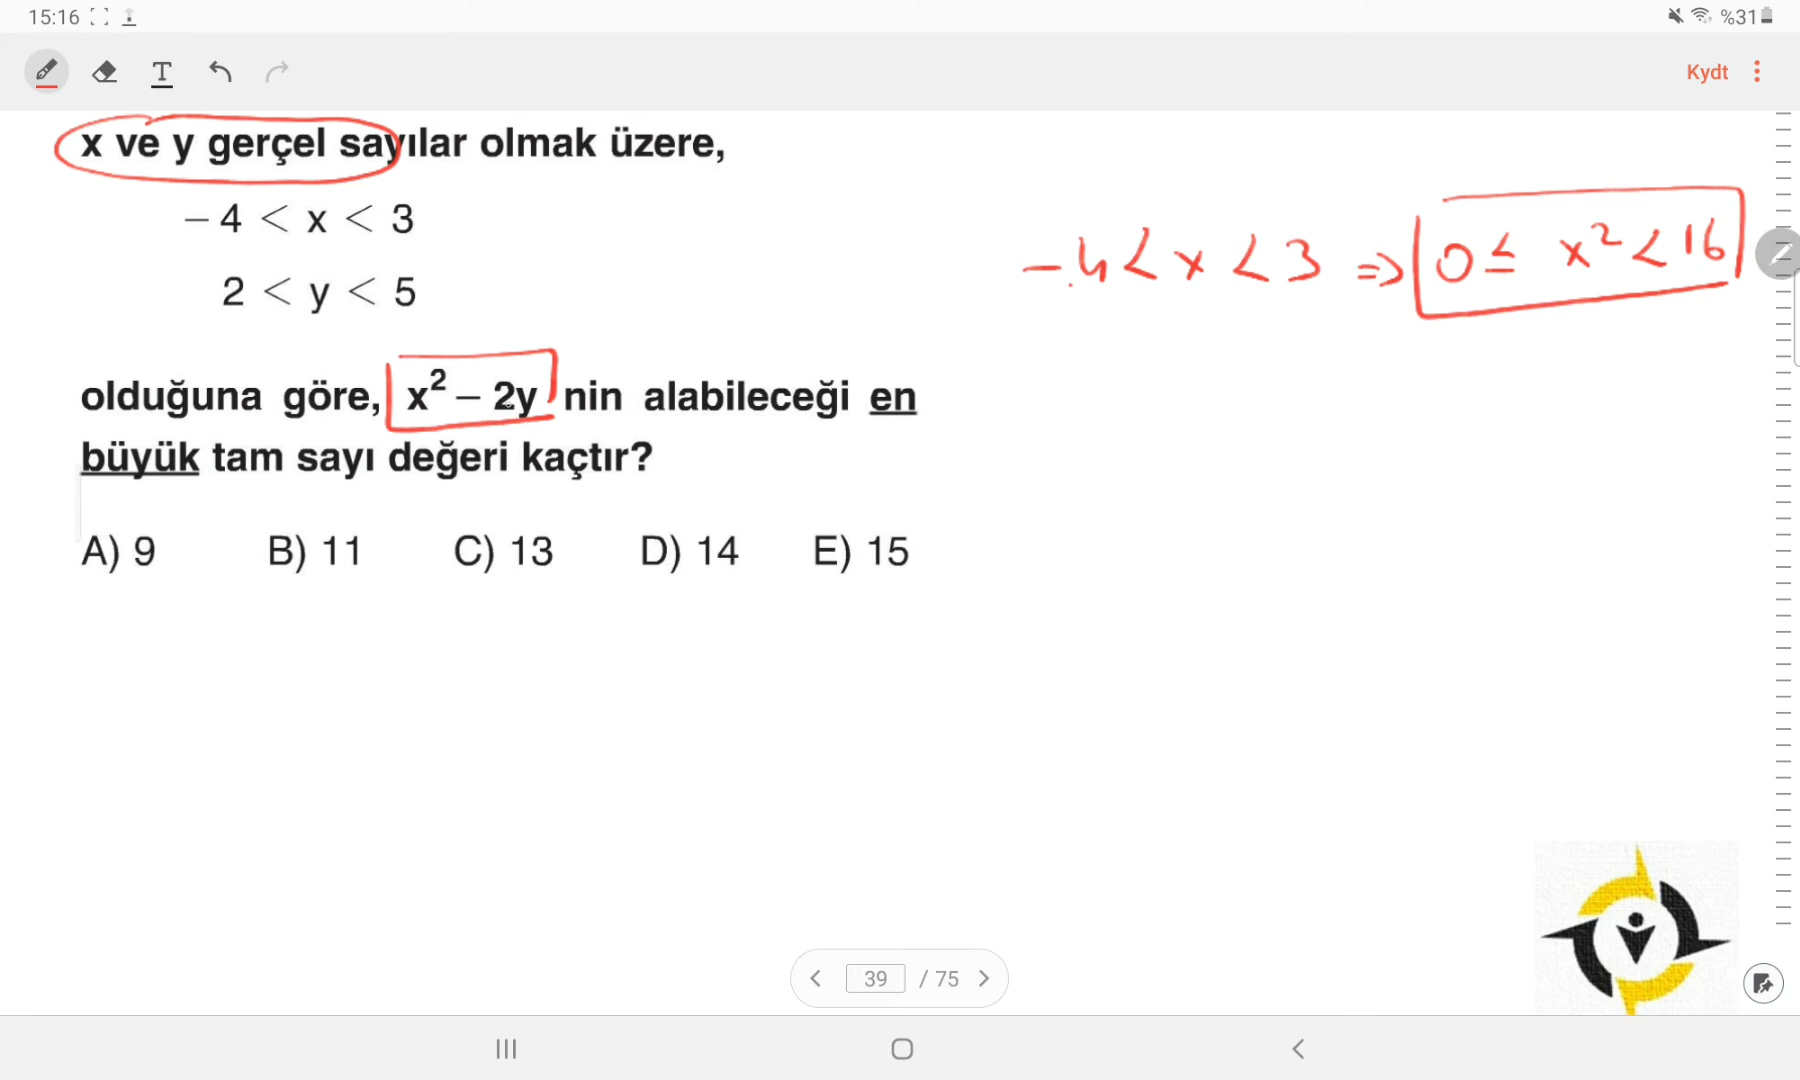 15:16
%31
T
Kydt
x ve y gerçel sayılar olmak üzere,
– 4 < x < 3
2 < y < 5
-4 < x < 3 ⇒ 0 ≤ x² < 16
olduğuna göre, x² – 2y nin alabileceği en
büyük tam sayı değeri kaçtır?
A) 9 B) 11 C) 13 D) 14 E) 15
39 / 75